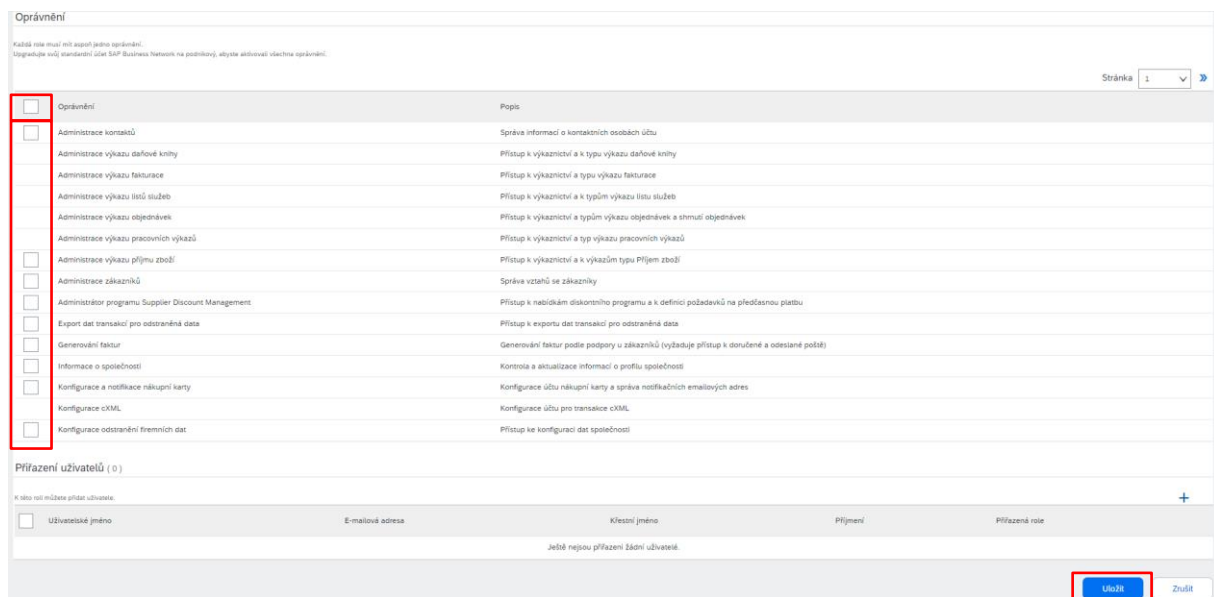 Oprávnění
Každá role musí mít aspoň jedno oprávnění.
Upgradujte svůj standardní účet SAP Business Network na podnikový, abyste aktivovali všechna oprávnění.
Stránka 1 »
Oprávnění Popis
Administrace kontaktů Správa informací o kontaktních osobách účtu
Administrace výkazu daňové knihy Přístup k výkaznictví a k typu výkazu daňové knihy
Administrace výkazu fakturace Přístup k výkaznictví a typu výkazu fakturace
Administrace výkazu listů služeb Přístup k výkaznictví a k typům výkazu listu služeb
Administrace výkazu objednávek Přístup k výkaznictví a typům výkazu objednávek a shrnutí objednávek
Administrace výkazu pracovních výkazů Přístup k výkaznictví a typ výkazu pracovních výkazů
Administrace výkazu příjmu zboží Přístup k výkaznictví a k výkazům typu Příjem zboží
Administrace zákazníků Správa vztahů se zákazníky
Administrátor programu Supplier Discount Management Přístup k nabídkám diskontního programu a k definici požadavků na předčasnou platbu
Export dat transakcí pro odstraněná data Přístup k exportu dat transakcí pro odstraněná data
Generování faktur Generování faktur podle podpory u zákazníků (vyžaduje přístup k doručené a odeslané poště)
Informace o společnosti Kontrola a aktualizace informací o profilu společnosti
Konfigurace a notifikace nákupní karty Konfigurace účtu nákupní karty a správa notifikačních emailových adres
Konfigurace cXML Konfigurace účtu pro transakce cXML
Konfigurace odstranění firemních dat Přístup ke konfiguraci dat společnosti
Přiřazení uživatelů ( 0 )
K této roli můžete přidat uživatele. +
Uživatelské jméno E-mailová adresa Křestní jméno Příjmení Přiřazená role
Ještě nejsou přiřazeni žádní uživatelé.
Uložit Zrušit